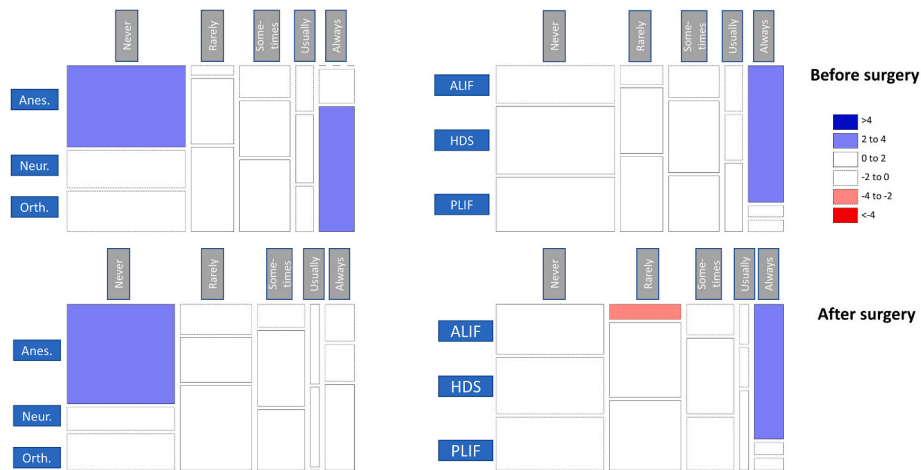 Never Rarely Some-times Usually Always
Never Rarely Some-times Usually Always
Before surgery
Anes.
Neur.
Orth.
ALIF
HDS
PLIF
>4
2 to 4
0 to 2
-2 to 0
-4 to -2
<-4
Never Rarely Some-times Usually Always
Never Rarely Some-times Usually Always
After surgery
Anes.
Neur.
Orth.
ALIF
HDS
PLIF